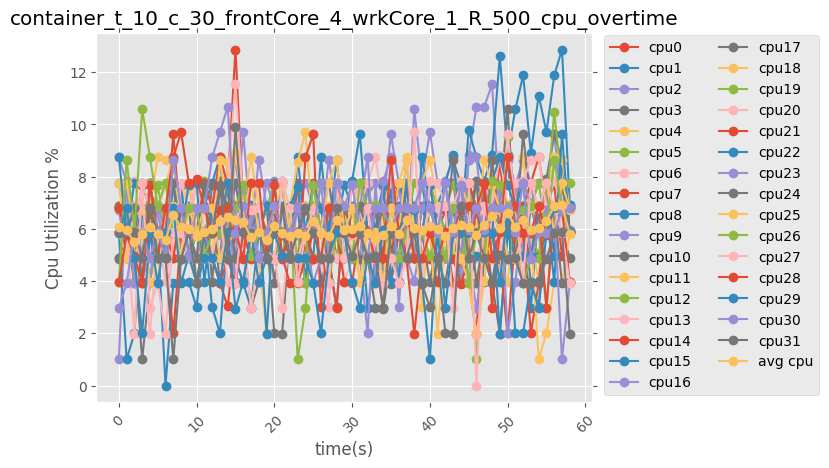 container_t_10_c_30_frontCore_4_wrkCore_1_R_500_cpu_overtime
Cpu Utilization %
12
10
8
6
4
2
0
0
10
20
30
40
50
60
time(s)
cpu0
cpu1
cpu2
cpu3
cpu4
cpu5
cpu6
cpu7
cpu8
cpu9
cpu10
cpu11
cpu12
cpu13
cpu14
cpu15
cpu16
cpu17
cpu18
cpu19
cpu20
cpu21
cpu22
cpu23
cpu24
cpu25
cpu26
cpu27
cpu28
cpu29
cpu30
cpu31
avg cpu